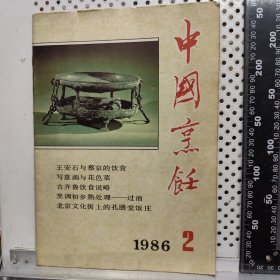 中國烹飪
王安石与蔡京的饮食
写意画与花色菜
古齐鲁饮食说略
烹调初步熟处理——过油
北京文化街上的孔膳堂饭庄
1986 2